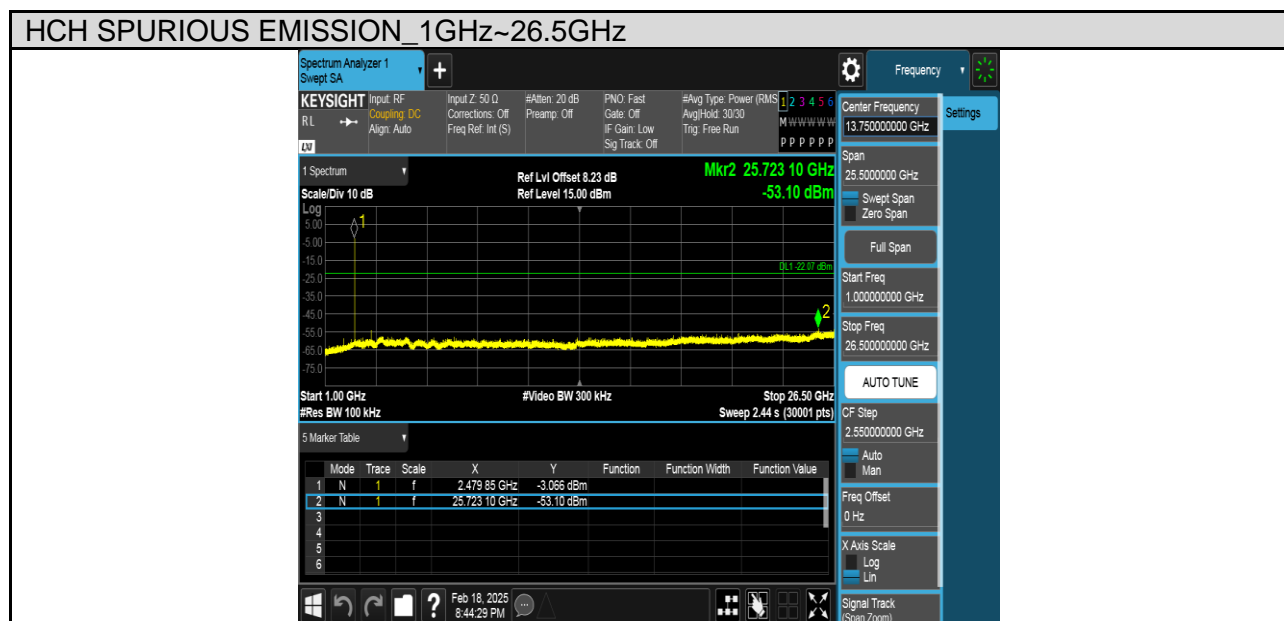 HCH SPURIOUS EMISSION_1GHz~26.5GHz
Spectrum Analyzer 1
Swept SA
+
Frequency
KEYSIGHT
RL
LXI
Input: RF
Coupling: DC
Align: Auto
Input Z: 50 Ω
Corrections: Off
Freq Ref: Int (S)
#Atten: 20 dB
Preamp: Off
PNO: Fast
Gate: Off
IF Gain: Low
Sig Track: Off
#Avg Type: Power (RMS
Avg|Hold: 30/30
Trig: Free Run
1 2 3 4 5 6
M W W W W W
P P P P P P
Center Frequency
13.750000000 GHz
Settings
Span
25.5000000 GHz
Swept Span
Zero Span
Full Span
Start Freq
1.000000000 GHz
Stop Freq
26.500000000 GHz
AUTO TUNE
CF Step
2.550000000 GHz
Auto
Man
Freq Offset
0 Hz
X Axis Scale
Log
Lin
Signal Track
(Span Zoom)
1 Spectrum
Scale/Div 10 dB
Ref Lvl Offset 8.23 dB
Ref Level 15.00 dBm
Mkr2 25.723 10 GHz
-53.10 dBm
Log
5.00
-5.00
-15.0
-25.0
-35.0
-45.0
-55.0
-65.0
-75.0
1
DL1 -22.07 dBm
2
Start 1.00 GHz
#Video BW 300 kHz
Stop 26.50 GHz
#Res BW 100 kHz
Sweep 2.44 s (30001 pts)
5 Marker Table
Mode Trace Scale X Y Function Function Width Function Value
1 N 1 f 2.479 85 GHz -3.066 dBm
2 N 1 f 25.723 10 GHz -53.10 dBm
3
4
5
6
?
Feb 18, 2025
8:44:29 PM